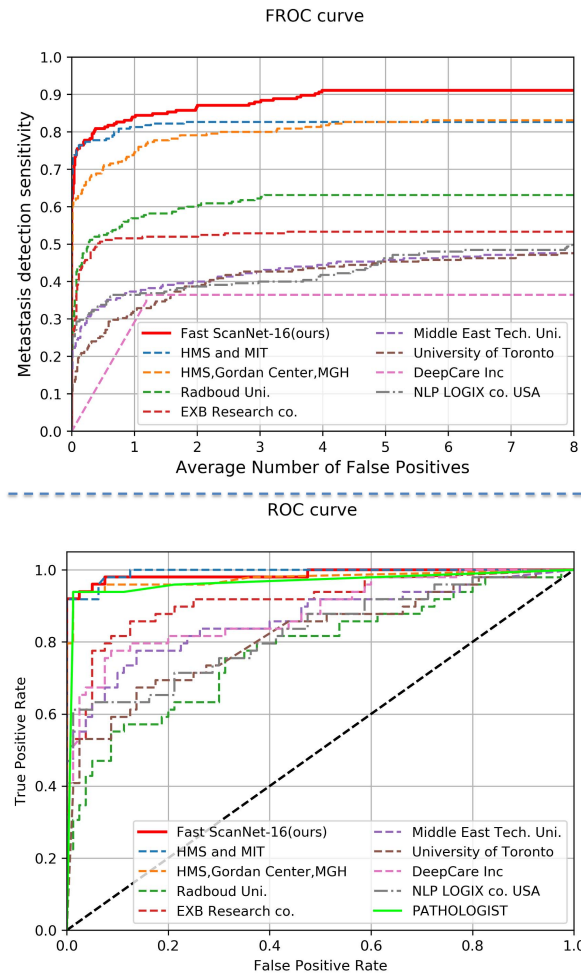 FROC curve
1.0
0.9
0.8
0.7
0.6
0.5
0.4
0.3
0.2
0.1
0.0
Metastasis detection sensitivity
Fast ScanNet-16(ours)
HMS and MIT
HMS,Gordan Center,MGH
Radboud Uni.
EXB Research co.
Middle East Tech. Uni.
University of Toronto
DeepCare Inc
NLP LOGIX co. USA
0 1 2 3 4 5 6 7 8
Average Number of False Positives
ROC curve
1.0
0.8
0.6
0.4
0.2
0.0
True Positive Rate
Fast ScanNet-16(ours)
HMS and MIT
HMS,Gordan Center,MGH
Radboud Uni.
EXB Research co.
Middle East Tech. Uni.
University of Toronto
DeepCare Inc
NLP LOGIX co. USA
PATHOLOGIST
0.0 0.2 0.4 0.6 0.8 1.0
False Positive Rate